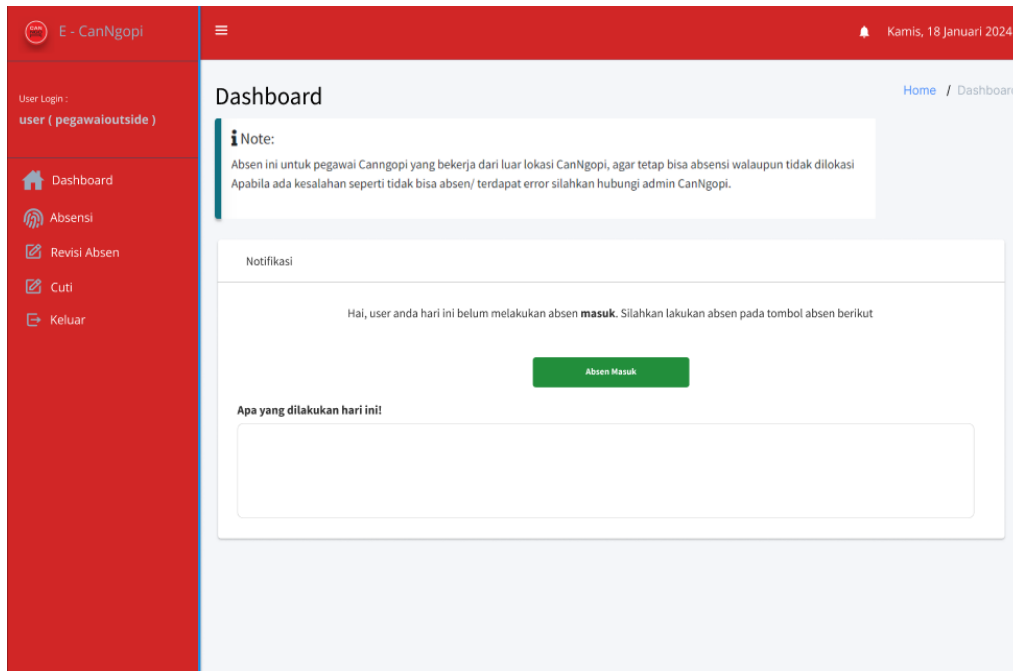 CAN
E - CanNgopi
Kamis, 18 Januari 2024
User Login :
user ( pegawaioutside )
Dashboard
Absensi
Revisi Absen
Cuti
Keluar
Dashboard
Home / Dashboar
Note:
Absen ini untuk pegawai Canngopi yang bekerja dari luar lokasi CanNgopi, agar tetap bisa absensi walaupun tidak dilokasi
Apabila ada kesalahan seperti tidak bisa absen/ terdapat error silahkan hubungi admin CanNgopi.
Notifikasi
Hai, user anda hari ini belum melakukan absen masuk. Silahkan lakukan absen pada tombol absen berikut
Absen Masuk
Apa yang dilakukan hari ini!